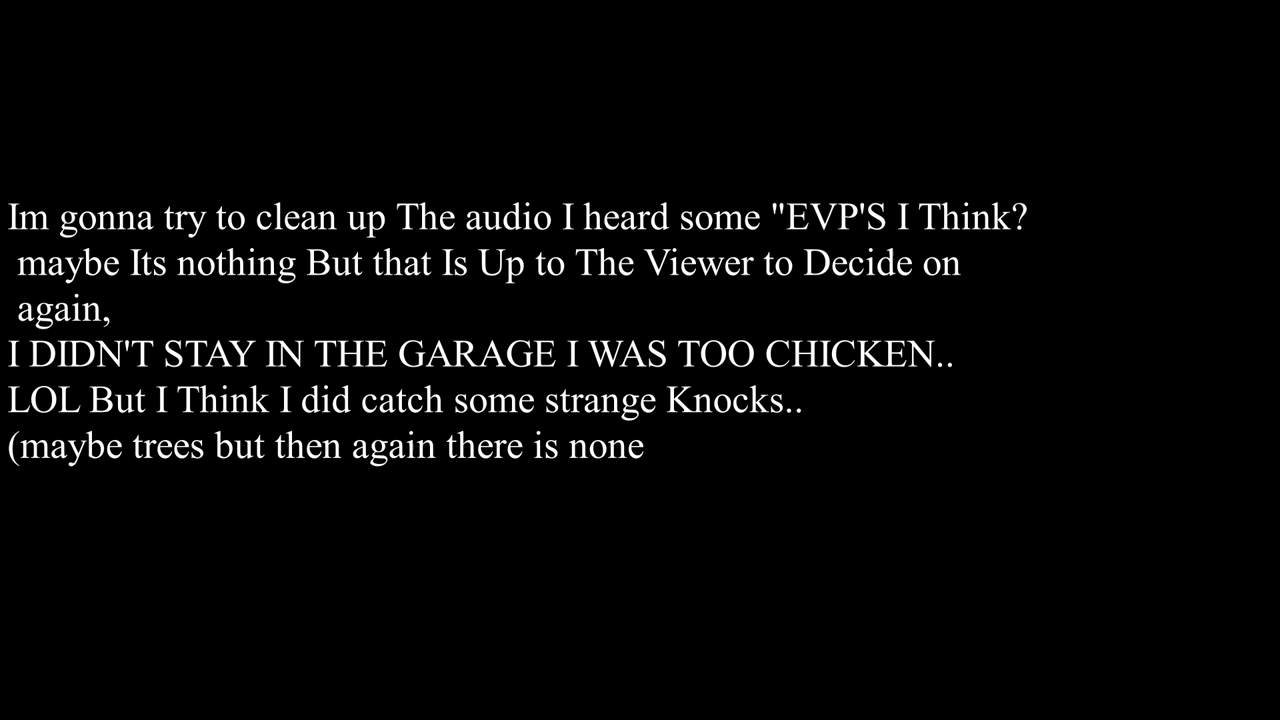 Im gonna try to clean up The audio I heard some "EVP'S I Think?
maybe Its nothing But that Is Up to The Viewer to Decide on
again,
I DIDN'T STAY IN THE GARAGE I WAS TOO CHICKEN..
LOL But I Think I did catch some strange Knocks..
(maybe trees but then again there is none